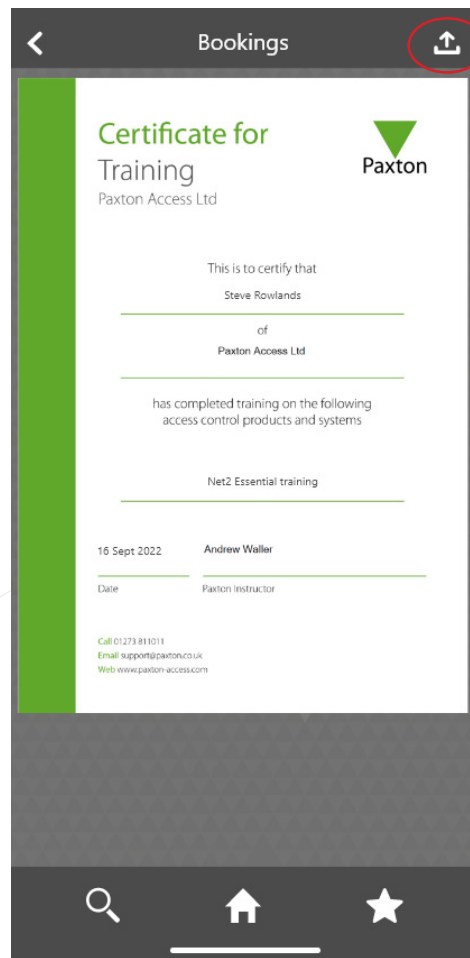 Bookings
Certificate for
Training
Paxton Access Ltd
Paxton
This is to certify that
Steve Rowlands
of
Paxton Access Ltd
has completed training on the following
access control products and systems
Net2 Essential training
16 Sept 2022
Andrew Waller
Date
Paxton Instructor
Call 01273 811011
Email support@paxton.co.uk
Web www.paxton-access.com